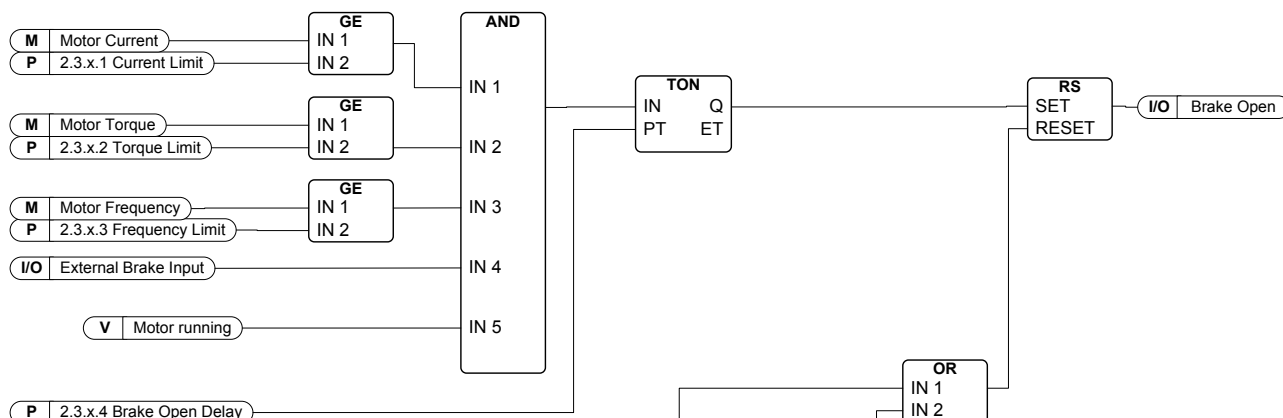 GE
M Motor Current
IN 1
P 2.3.x.1 Current Limit
IN 2
GE
M Motor Torque
IN 1
P 2.3.x.2 Torque Limit
IN 2
GE
M Motor Frequency
IN 1
P 2.3.x.3 Frequency Limit
IN 2
I/O External Brake Input
V Motor running
P 2.3.x.4 Brake Open Delay
AND
IN 1
IN 2
IN 3
IN 4
IN 5
TON
IN Q
PT ET
OR
IN 1
IN 2
RS
SET
RESET
I/O Brake Open